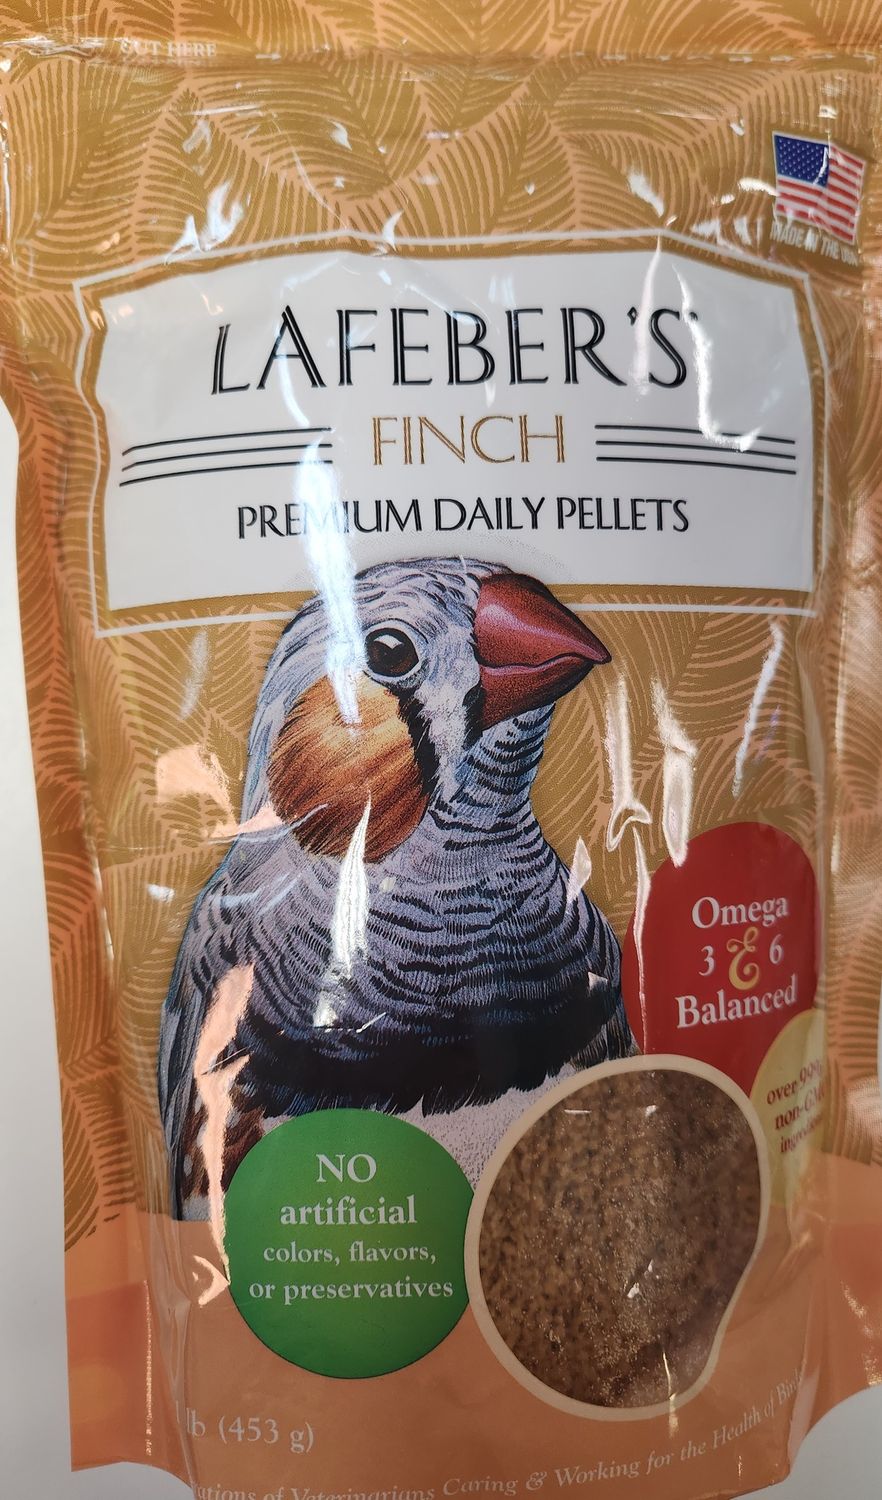 CUT HERE
MADE IN THE USA
LAFEBER'S
FINCH
PREMIUM DAILY PELLETS
Omega
3 & 6
Balanced
over 99%
non-GMO
NO
artificial
colors, flavors,
or preservatives
1 lb (453 g)
of Veterinarians Caring & Working for the Health of